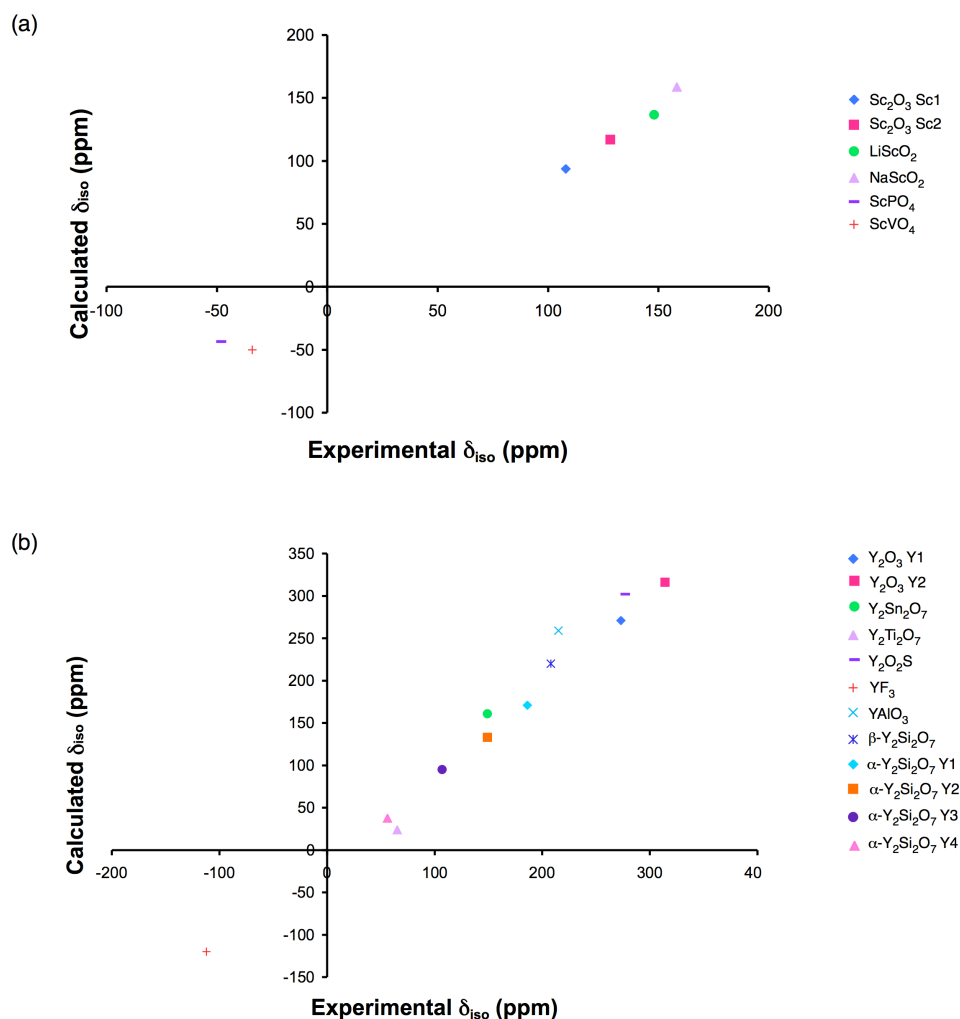 (a)
200
150
100
50
0
-50
-100
-100
-50
0
50
100
150
200
Calculated δiso (ppm)
Experimental δiso (ppm)
Sc2O3 Sc1
Sc2O3 Sc2
LiScO2
NaScO2
ScPO4
ScVO4
(b)
350
300
250
200
150
100
50
0
-50
-100
-150
-200
-100
0
100
200
300
40
Calculated δiso (ppm)
Experimental δiso (ppm)
Y2O3 Y1
Y2O3 Y2
Y2Sn2O7
Y2Ti2O7
Y2O2S
YF3
YAlO3
β-Y2Si2O7
α-Y2Si2O7 Y1
α-Y2Si2O7 Y2
α-Y2Si2O7 Y3
α-Y2Si2O7 Y4